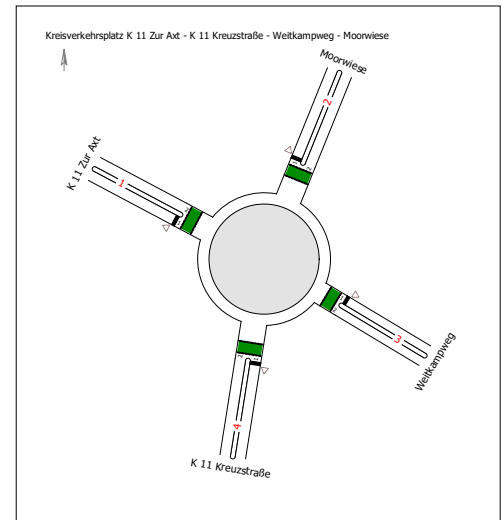 Kreisverkehrsplatz K 11 Zur Axt - K 11 Kreuzstraße - Weitkampweg - Moorwiese
Moorwiese
2
K 11 Zur Axt
1
3
Weitkampweg
4
K 11 Kreuzstraße